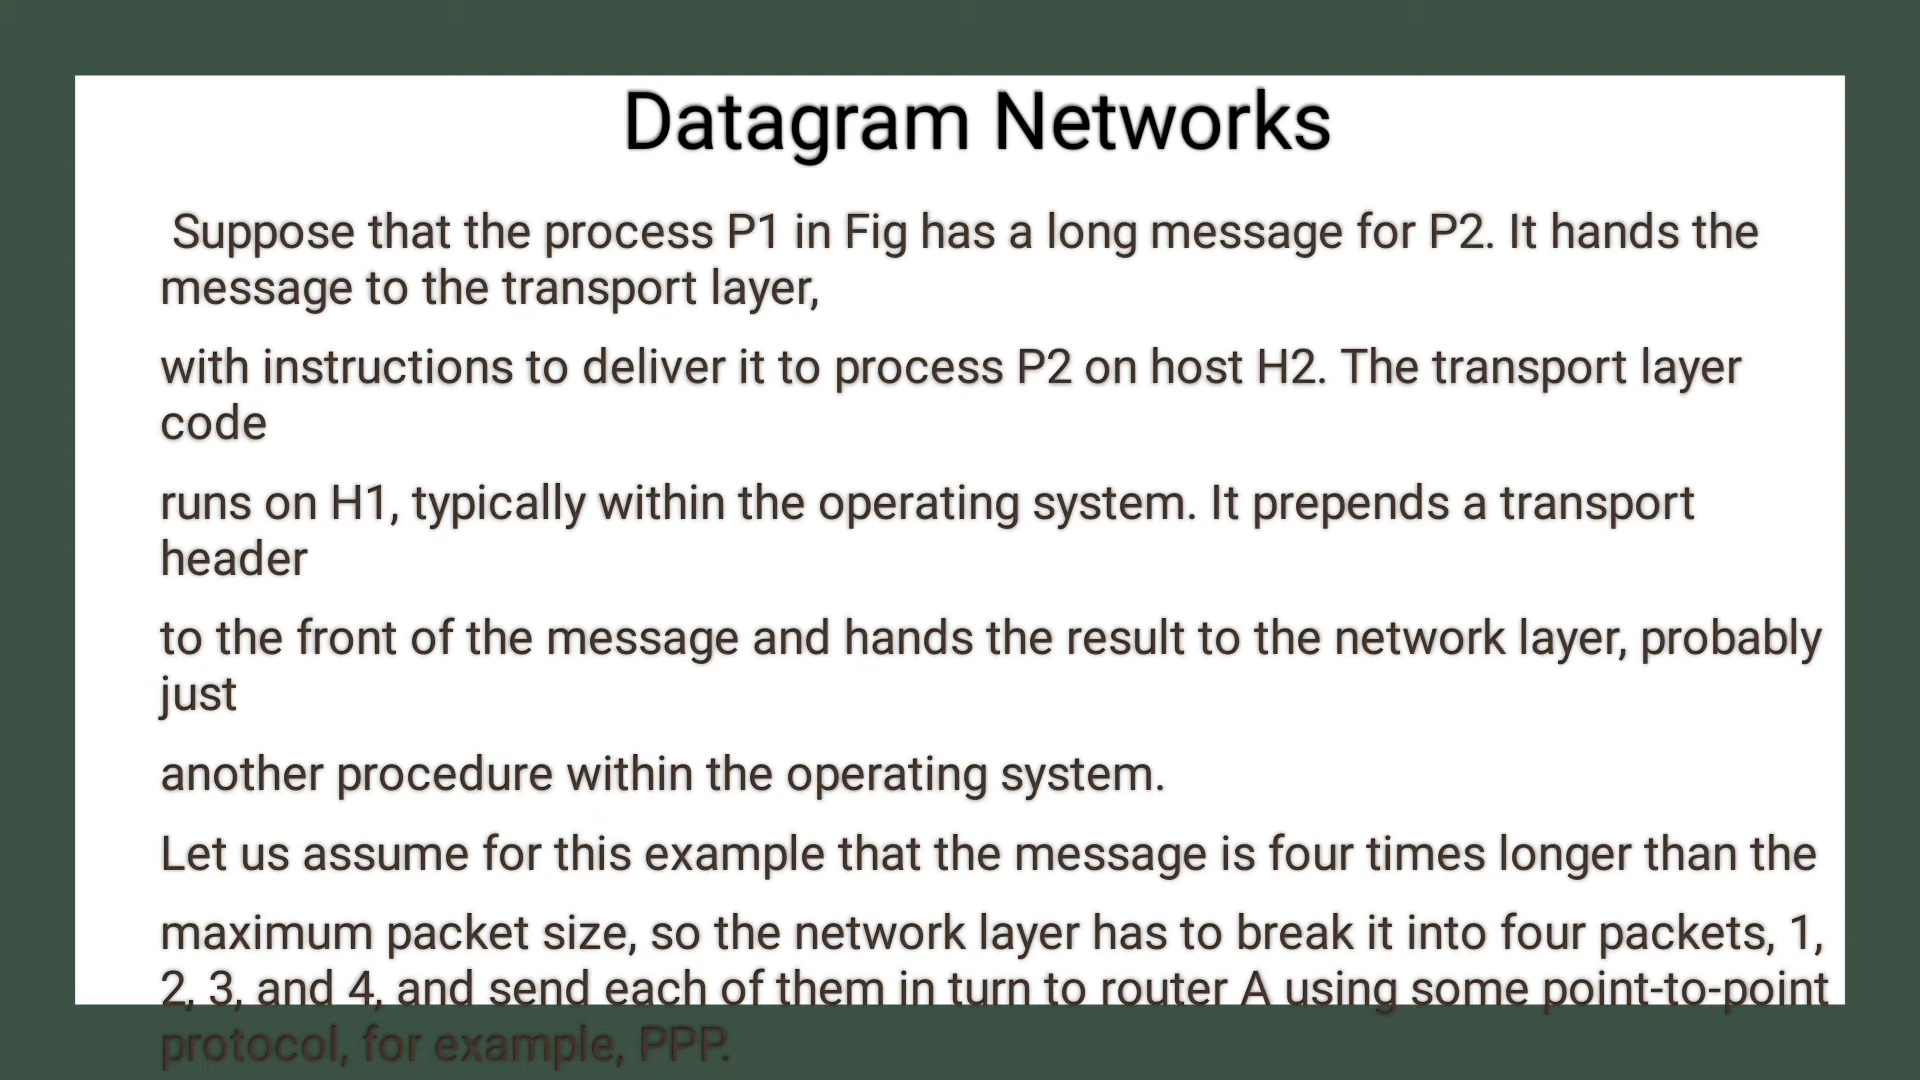 Datagram Networks
Suppose that the process P1 in Fig has a long message for P2. It hands the
message to the transport layer,
with instructions to deliver it to process P2 on host H2. The transport layer
code
runs on H1, typically within the operating system. It prepends a transport
header
to the front of the message and hands the result to the network layer, probably
just
another procedure within the operating system.
Let us assume for this example that the message is four times longer than the
maximum packet size, so the network layer has to break it into four packets, 1,
2, 3, and 4, and send each of them in turn to router A using some point-to-point
protocol, for example, PPP.